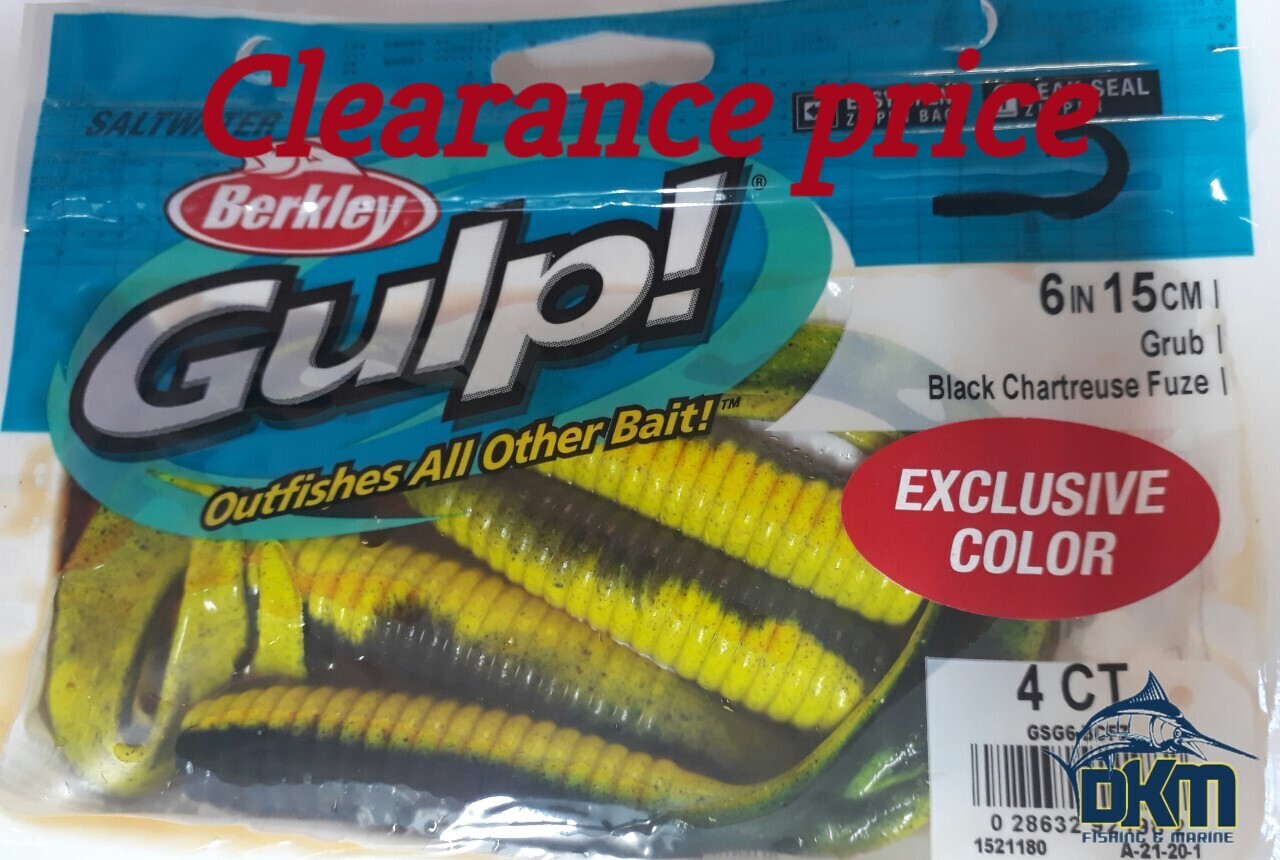 Clearance price
SALTWATER
Berkley
Gulp!®
Outfishes All Other Bait!™
6 IN 15 CM
Grub
Black Chartreuse Fuze
EXCLUSIVE
COLOR
4 CT
0 28632
1521180
A-21-20-1
DKM
FISHING & MARINE